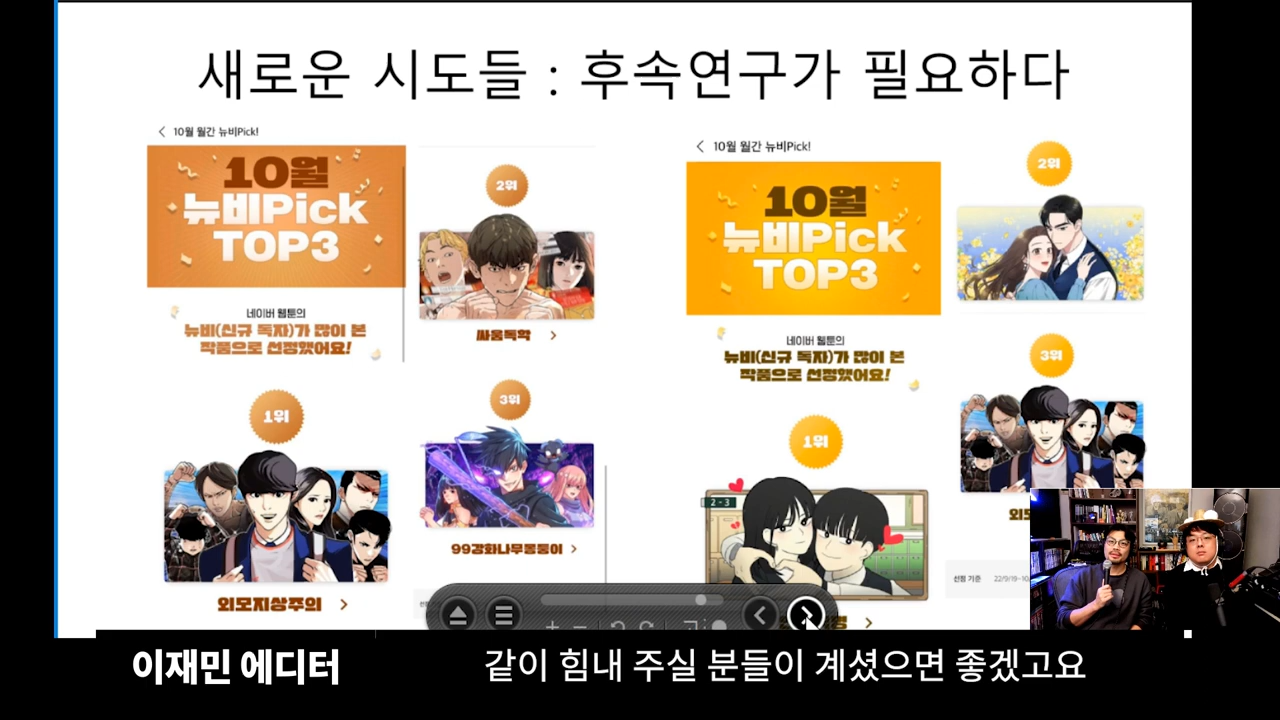 새로운 시도들 : 후속연구가 필요하다
10월 월간 뉴비Pick!
10월
뉴비Pick
TOP3
네이버 웹툰의
뉴비(신규 독자)가 많이 본
작품으로 선정했어요!
1위
외모지상주의
2위
싸움독학
3위
99강화나무몽둥이
10월 월간 뉴비Pick!
10월
뉴비Pick
TOP3
네이버 웹툰의
뉴비(신규 독자)가 많이 본
작품으로 선정했어요!
1위
2-3
2위
3위
선정 기준
이재민 에디터
같이 힘내 주실 분들이 계셨으면 좋겠고요